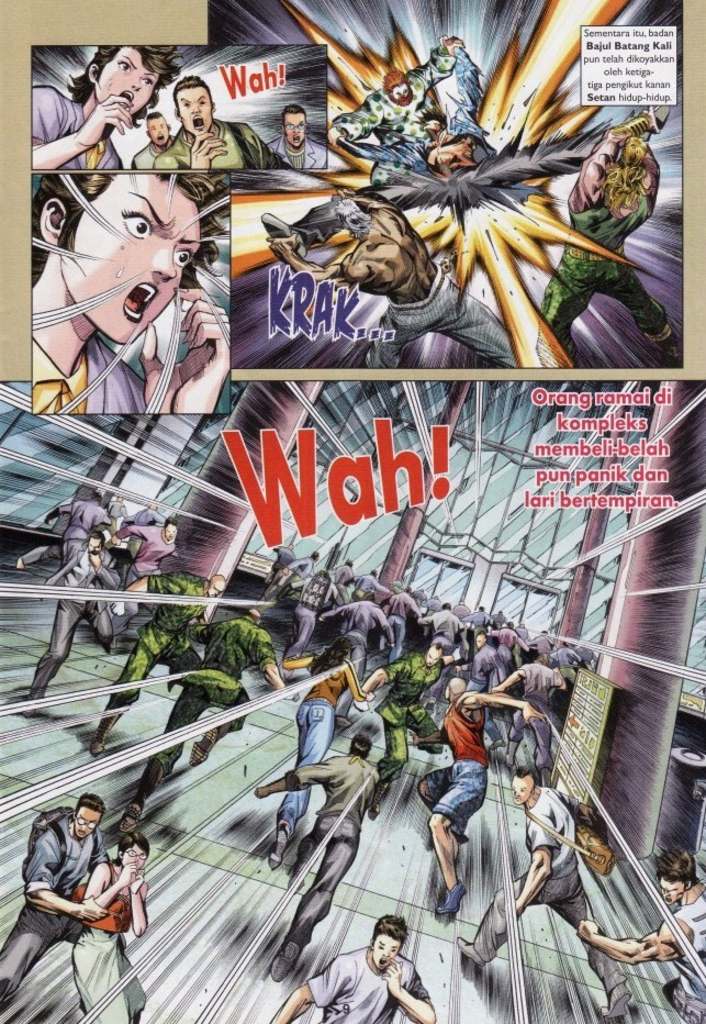 Sementara itu, badan
Bajul Batang Kali
pun telah dikoyakkan
oleh ketiga-
tiga pengikut kanan
Setan hidup-hidup.
Wah!
KRAK...
Orang ramai di
kompleks
membeli-belah
pun panik dan
lari bertempiran.
Wah!
9